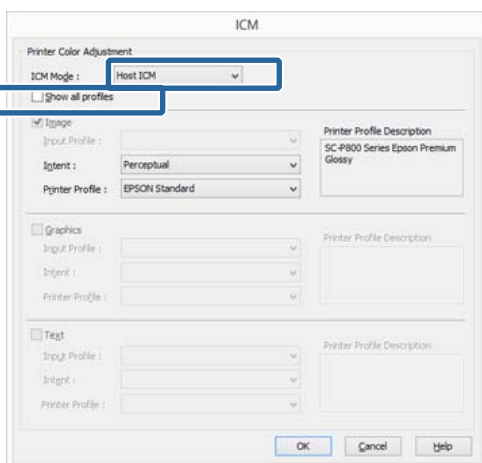 ICM
Printer Color Adjustment
ICM Mode : Host ICM
Show all profiles
Image
Input Profile :
Intent : Perceptual
Printer Profile : EPSON Standard
Printer Profile Description
SC-P800 Series Epson Premium
Glossy
Graphics
Input Profile :
Intent :
Printer Profile :
Printer Profile Description
Text
Input Profile :
Intent :
Printer Profile :
Printer Profile Description
OK Cancel Help